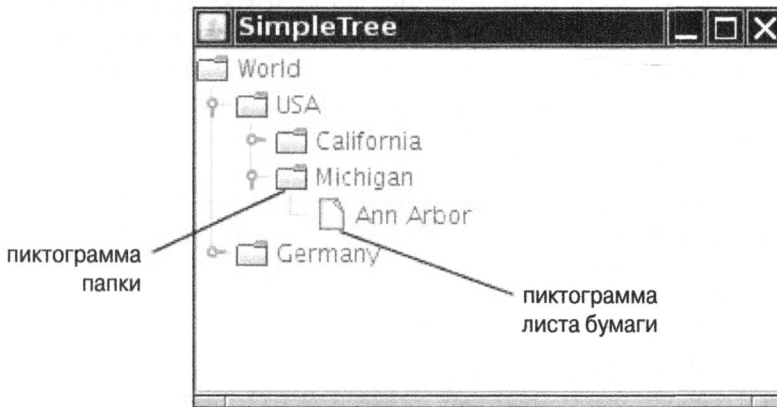 SimpleTree
World
USA
California
Michigan
Ann Arbor
Germany
пиктограмма
папки
пиктограмма
листа бумаги